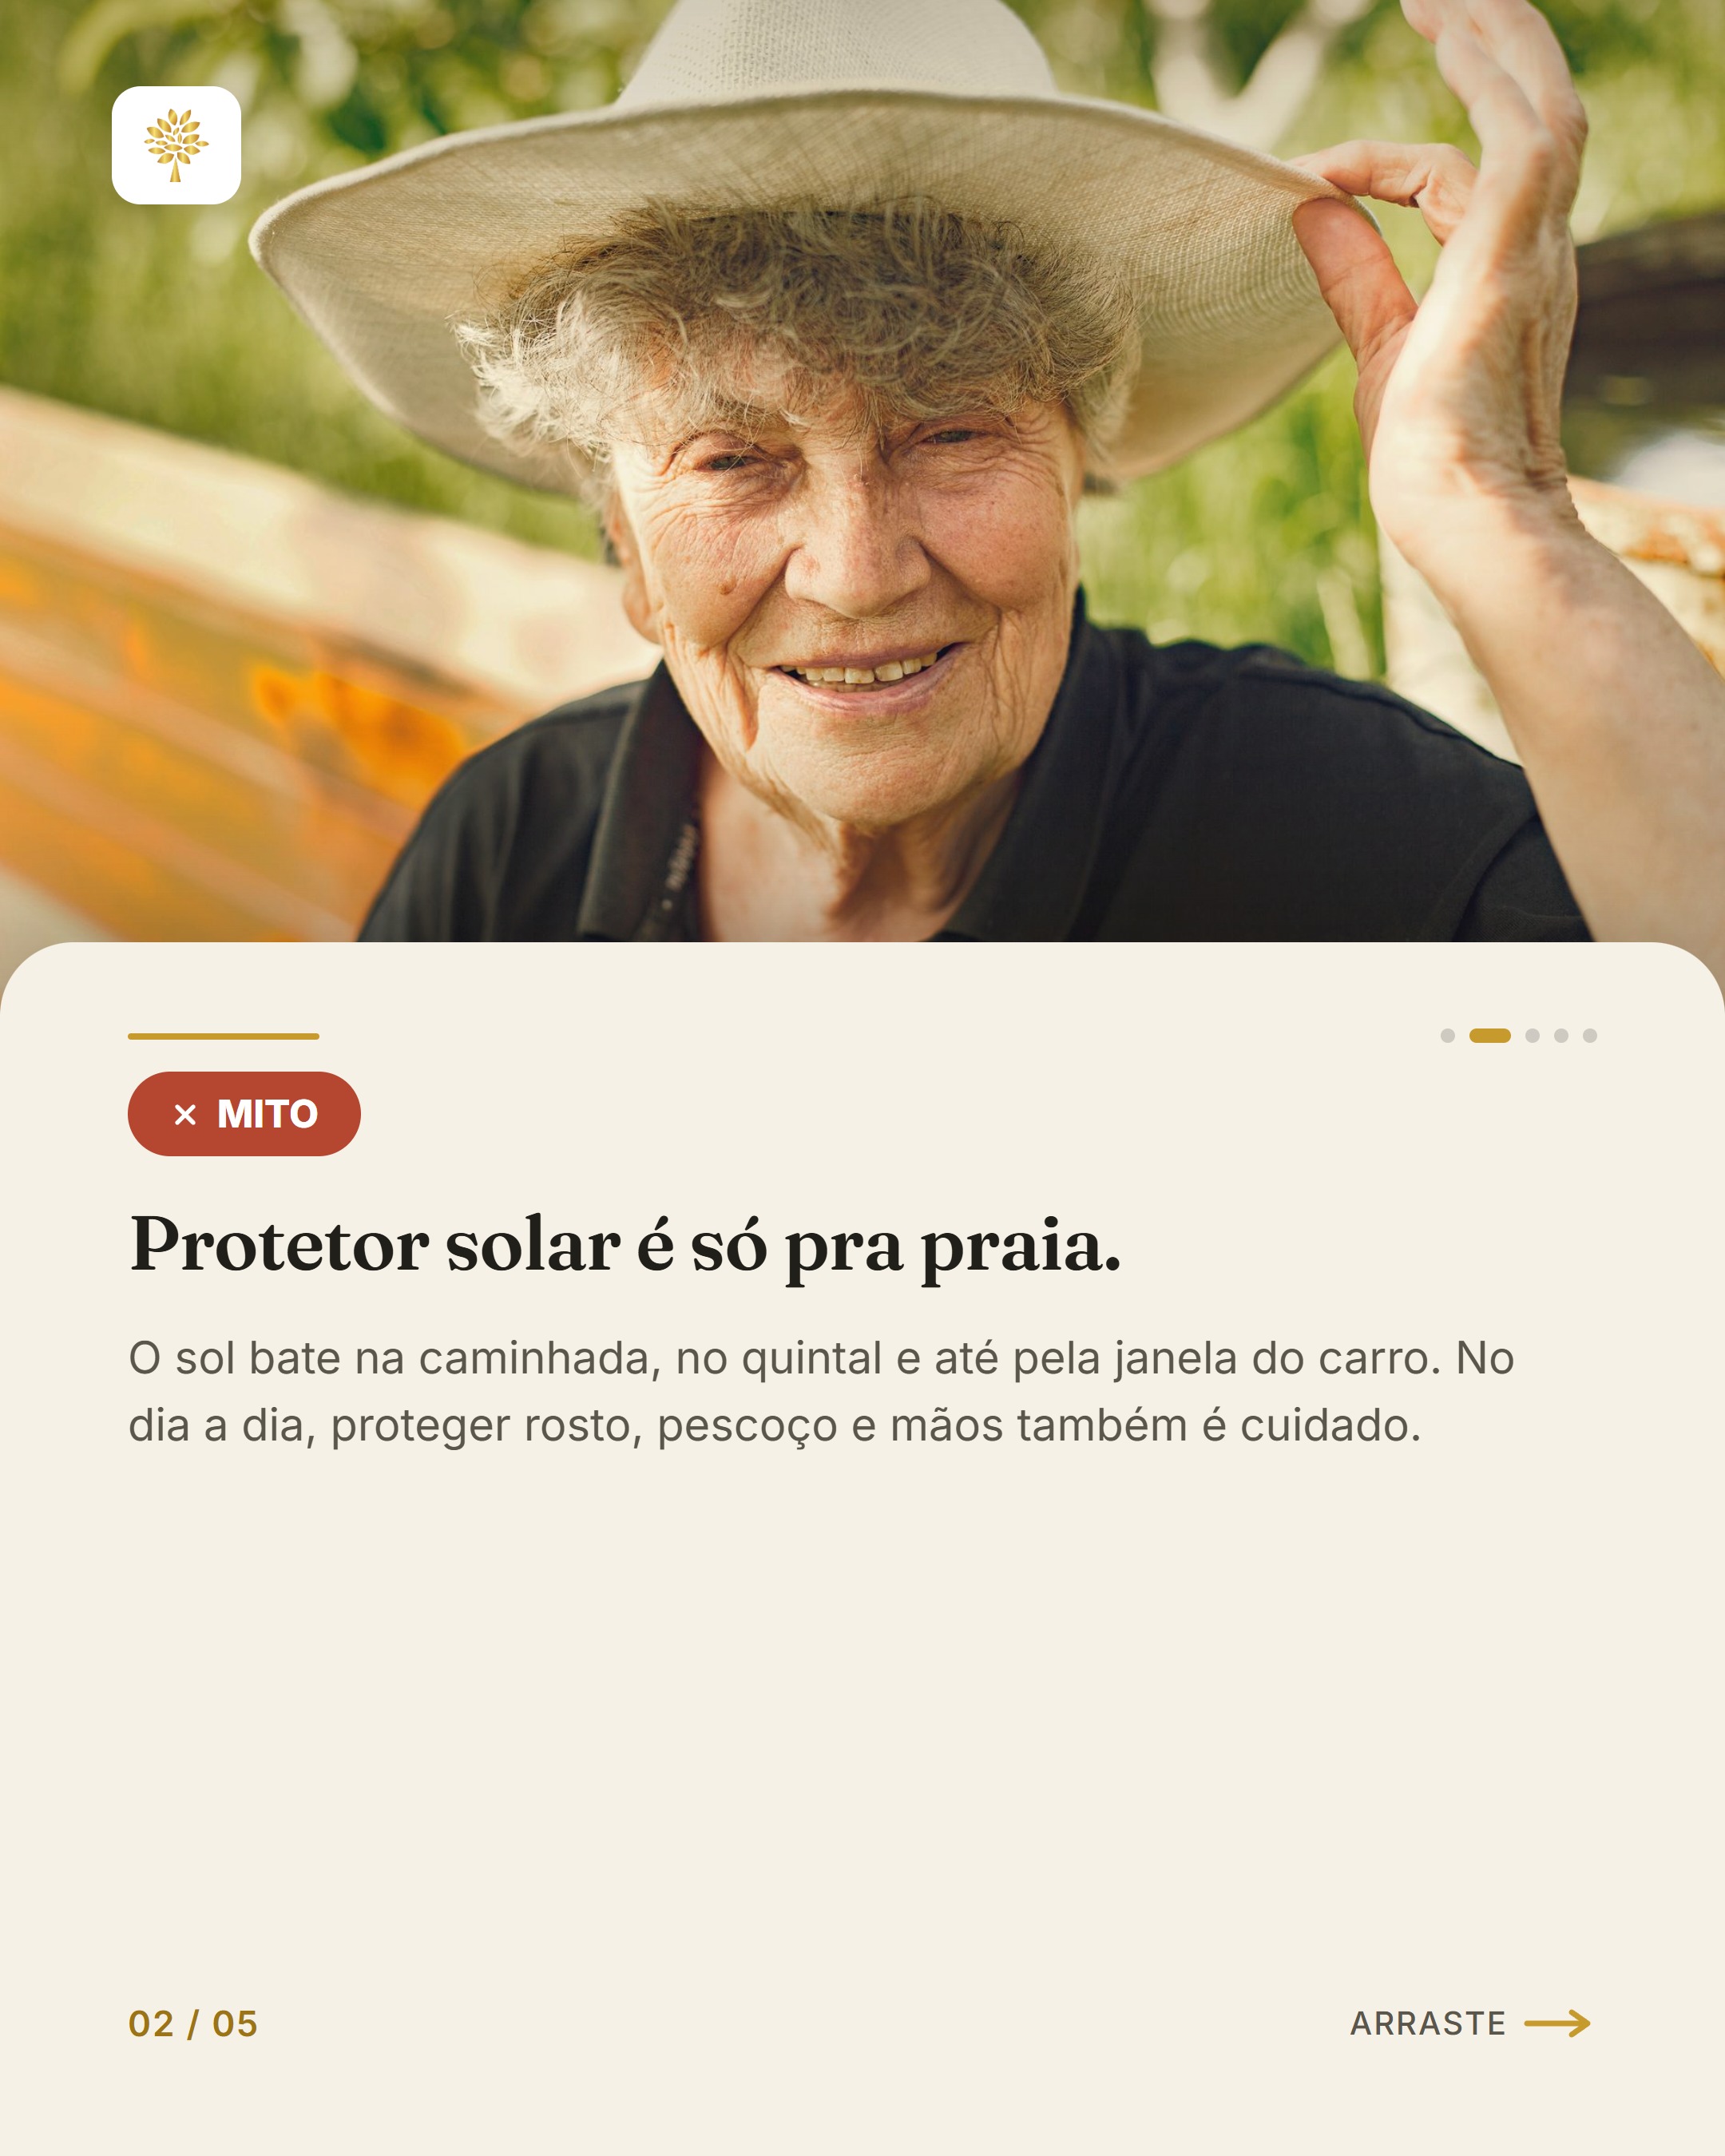 × MITO
Protetor solar é só pra praia.
O sol bate na caminhada, no quintal e até pela janela do carro. No
dia a dia, proteger rosto, pescoço e mãos também é cuidado.
02 / 05
ARRASTE →